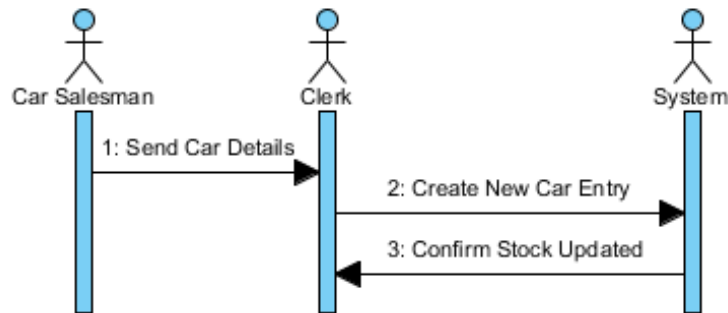 Car Salesman
Clerk
System
1: Send Car Details
2: Create New Car Entry
3: Confirm Stock Updated